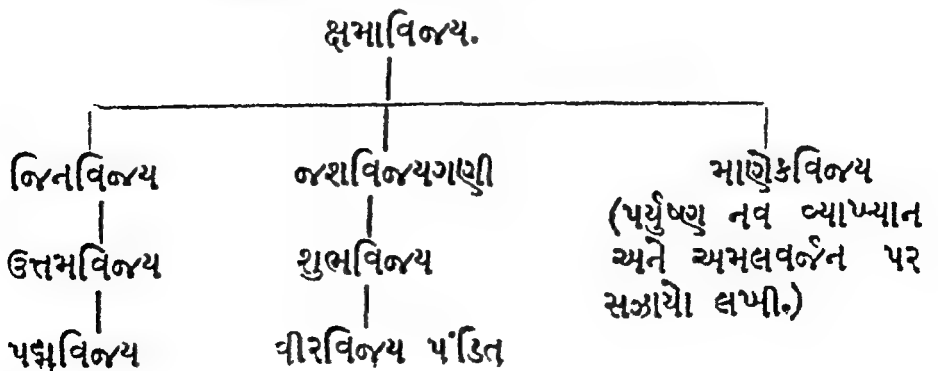 ક્ષમાવિજય.
જિનવિજય જશવિજયગણી માણેકવિજય
(પર્યુષ્ણ નવ વ્યાખ્યાન
ઉત્તમવિજય શુભવિજય અને અમલવર્જન પર
સઝાયો લખી.)
પદ્મવિજય વીરવિજય પંડિત